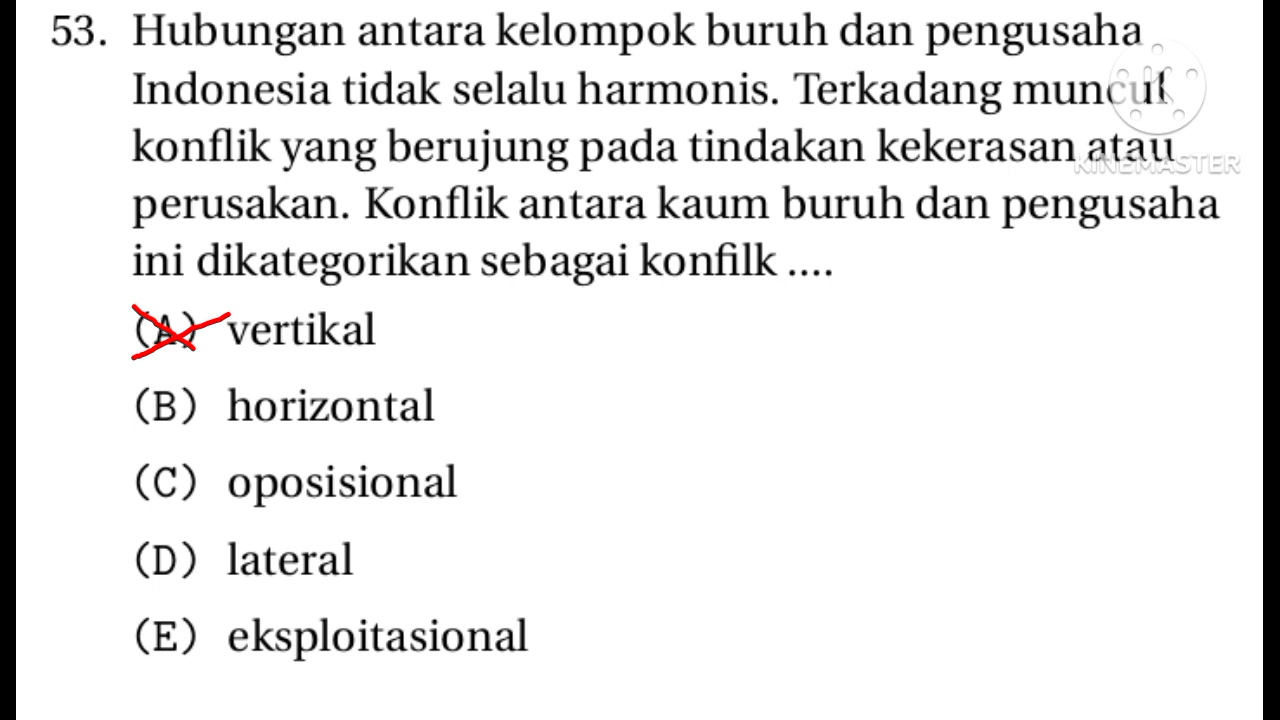 53. Hubungan antara kelompok buruh dan pengusaha
Indonesia tidak selalu harmonis. Terkadang muncul
konflik yang berujung pada tindakan kekerasan atau
KINEMASTER
perusakan. Konflik antara kaum buruh dan pengusaha
ini dikategorikan sebagai konfilk ....
(A) vertikal
(B) horizontal
(C) oposisional
(D) lateral
(E) eksploitasional